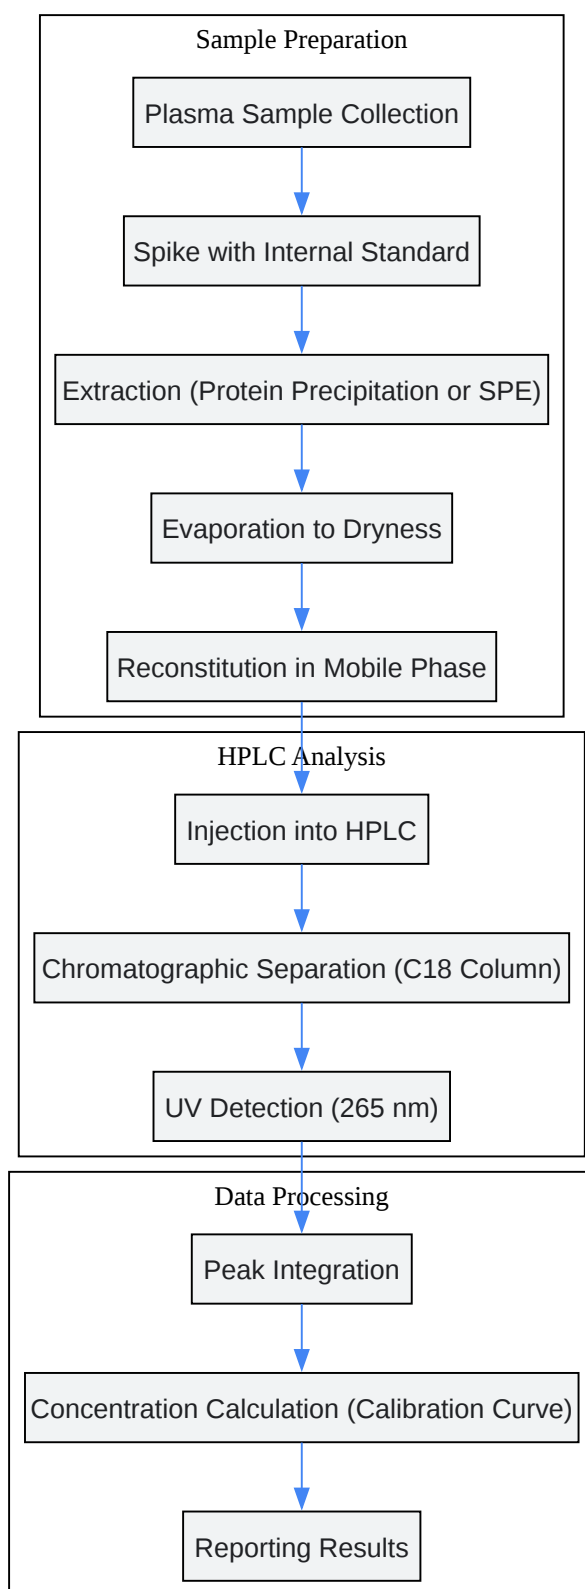 Sample Preparation
Plasma Sample Collection
Spike with Internal Standard
Extraction (Protein Precipitation or SPE)
Evaporation to Dryness
Reconstitution in Mobile Phase
HPLC Analysis
Injection into HPLC
Chromatographic Separation (C18 Column)
UV Detection (265 nm)
Data Processing
Peak Integration
Concentration Calculation (Calibration Curve)
Reporting Results